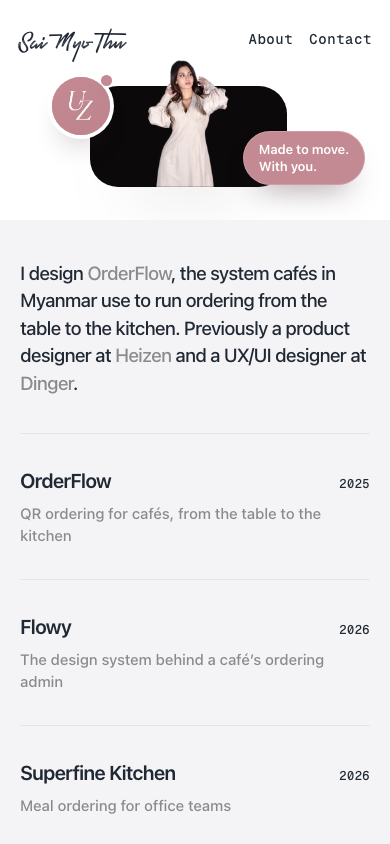 Sai Myo Thu
About Contact
UZ
Made to move.
With you.
I design OrderFlow, the system cafés in
Myanmar use to run ordering from the
table to the kitchen. Previously a product
designer at Heizen and a UX/UI designer at
Dinger.
OrderFlow 2025
QR ordering for cafés, from the table to the
kitchen
Flowy 2026
The design system behind a café’s ordering
admin
Superfine Kitchen 2026
Meal ordering for office teams